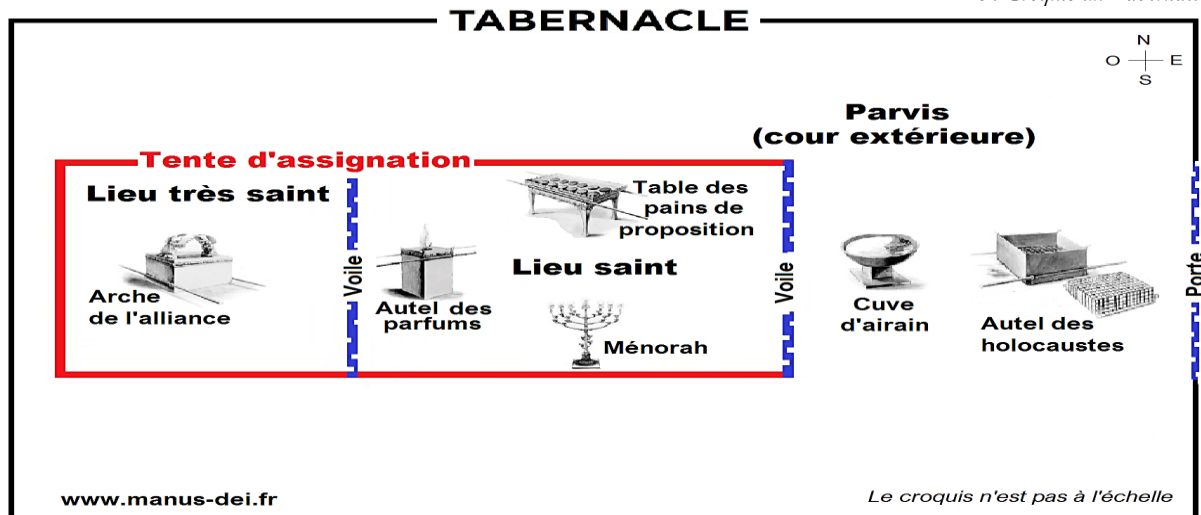 TABERNACLE
N
O E
S
Parvis
(cour extérieure)
Tente d'assignation
Lieu très saint
Table des
pains de
proposition
Lieu saint
Voile
Voile
Porte
Arche
de l'alliance
Autel des
parfums
Ménorah
Cuve
d'airain
Autel des
holocaustes
www.manus-dei.fr
Le croquis n'est pas à l'échelle